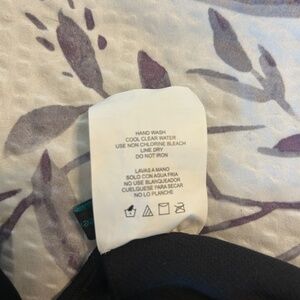 HAND WASH
COOL CLEAR WATER
USE NON CHLORINE BLEACH
LINE DRY
DO NOT IRON
LAVAS A MANO
SOLO CON AGUA FRIA
NO USE BLANQUEADOR
CUELGUESE PARA SECAR
NO LO PLANCHE